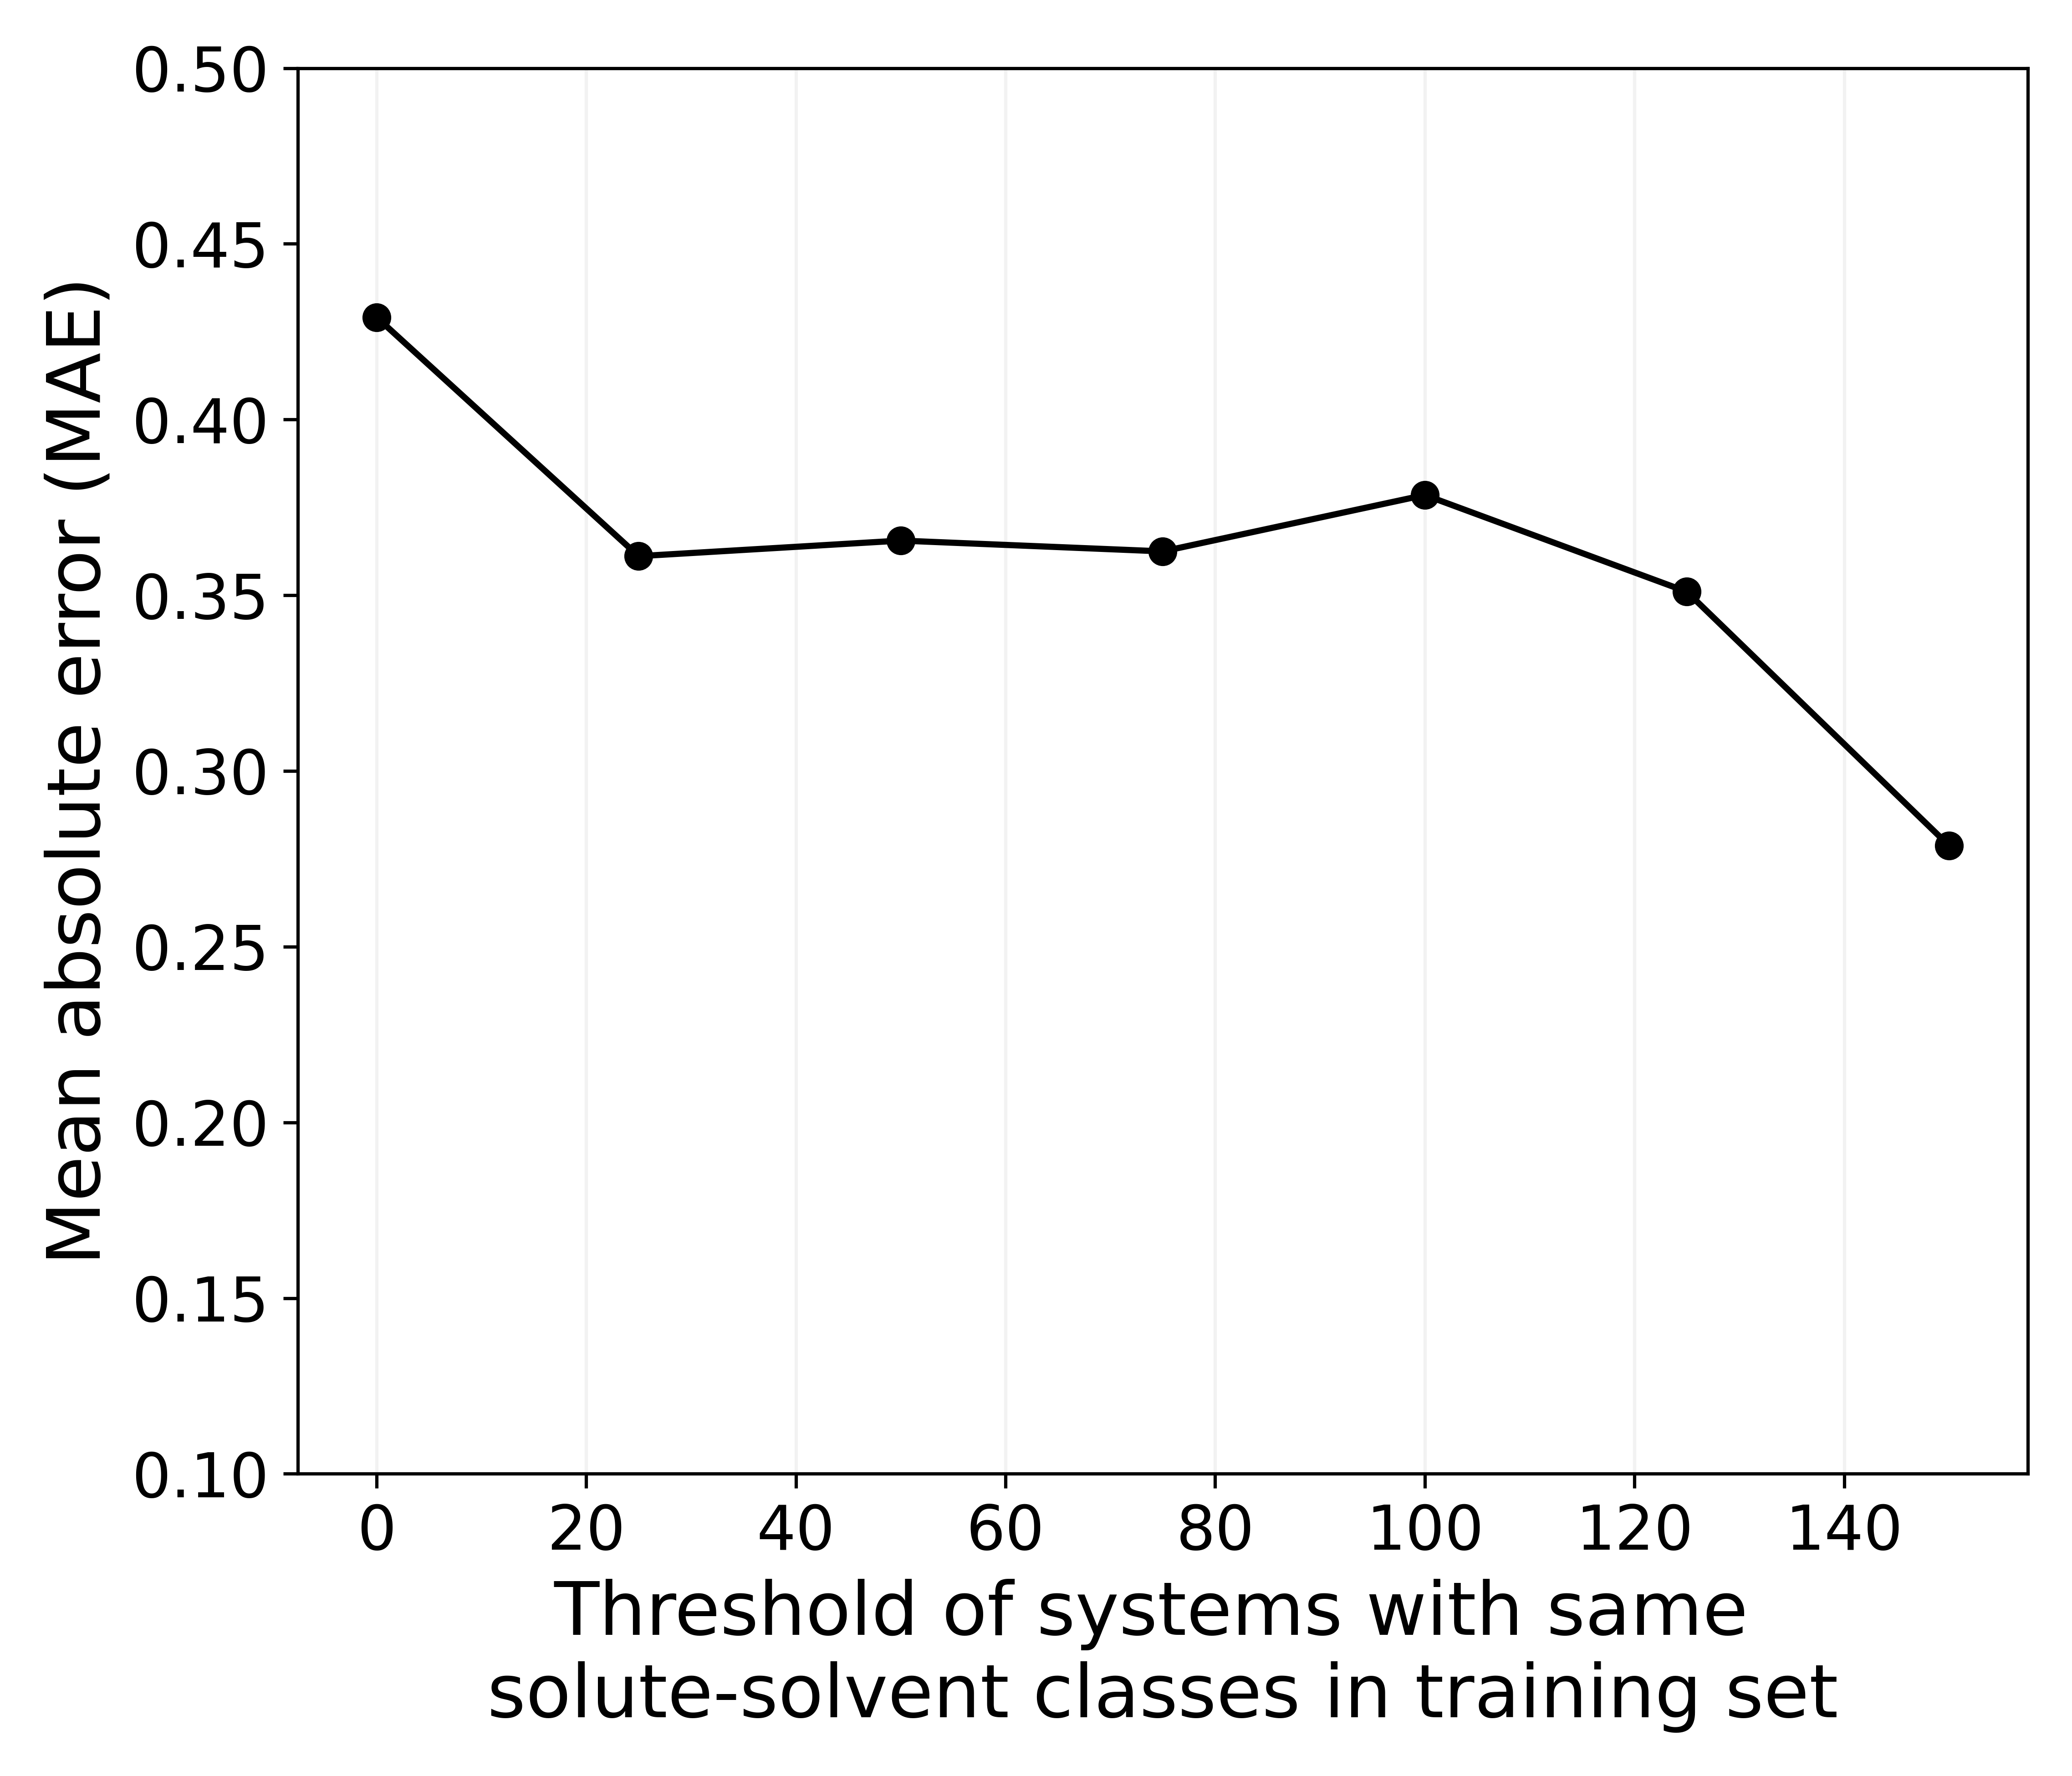 0.50
0.45
0.40
0.35
0.30
0.25
0.20
0.15
0.10
Mean absolute error (MAE)
0 20 40 60 80 100 120 140
Threshold of systems with same
solute-solvent classes in training set